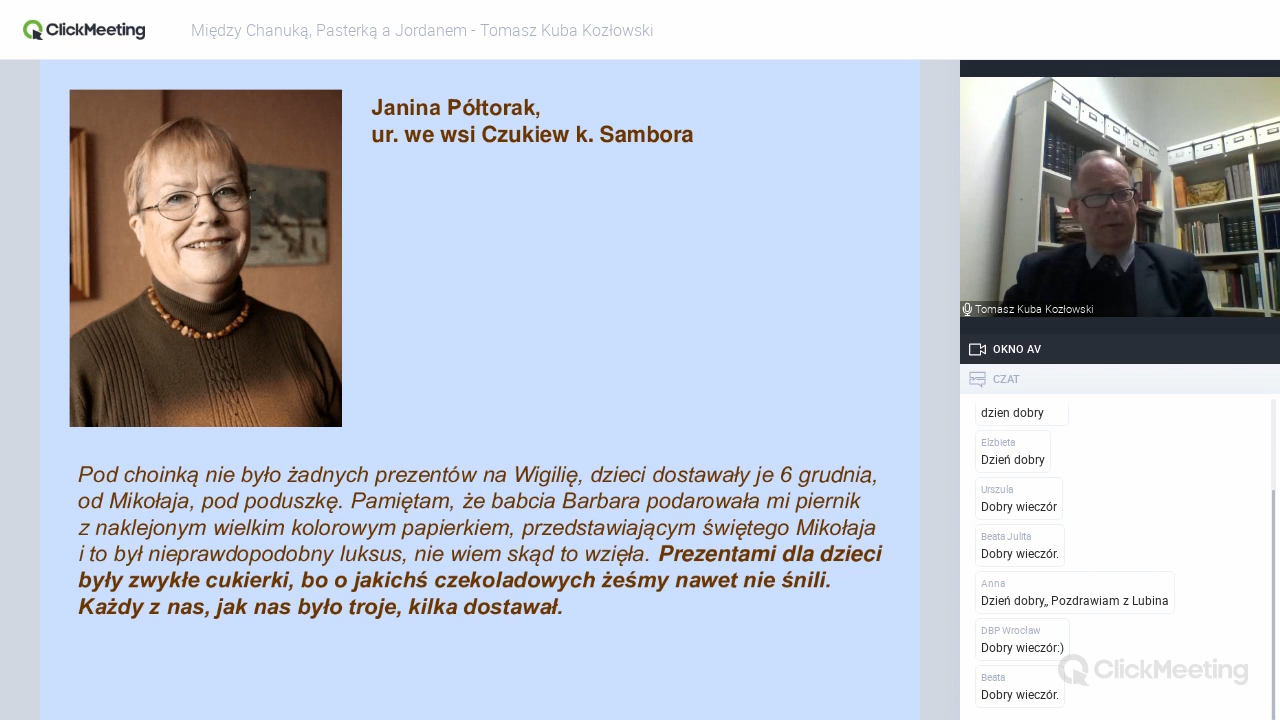 ClickMeeting
Między Chanuką, Pasterką a Jordanem - Tomasz Kuba Kozłowski
Janina Półtorak,
ur. we wsi Czukiew k. Sambora
Pod choinką nie było żadnych prezentów na Wigilię, dzieci dostawały je 6 grudnia,
od Mikołaja, pod poduszkę. Pamiętam, że babcia Barbara podarowała mi piernik
z naklejonym wielkim kolorowym papierkiem, przedstawiającym świętego Mikołaja
i to był nieprawdopodobny luksus, nie wiem skąd to wzięła. Prezentami dla dzieci
były zwykłe cukierki, bo o jakichś czekoladowych żeśmy nawet nie śnili.
Każdy z nas, jak nas było troje, kilka dostawał.
Tomasz Kuba Kozłowski
OKNO AV
CZAT
dzien dobry
Elzbieta
Dzień dobry
Urszula
Dobry wieczór
Beata Julita
Dobry wieczór.
Anna
Dzień dobry,, Pozdrawiam z Lubina
DBP Wrocław
Dobry wieczór:)
Beata
Dobry wieczór.
ClickMeeting